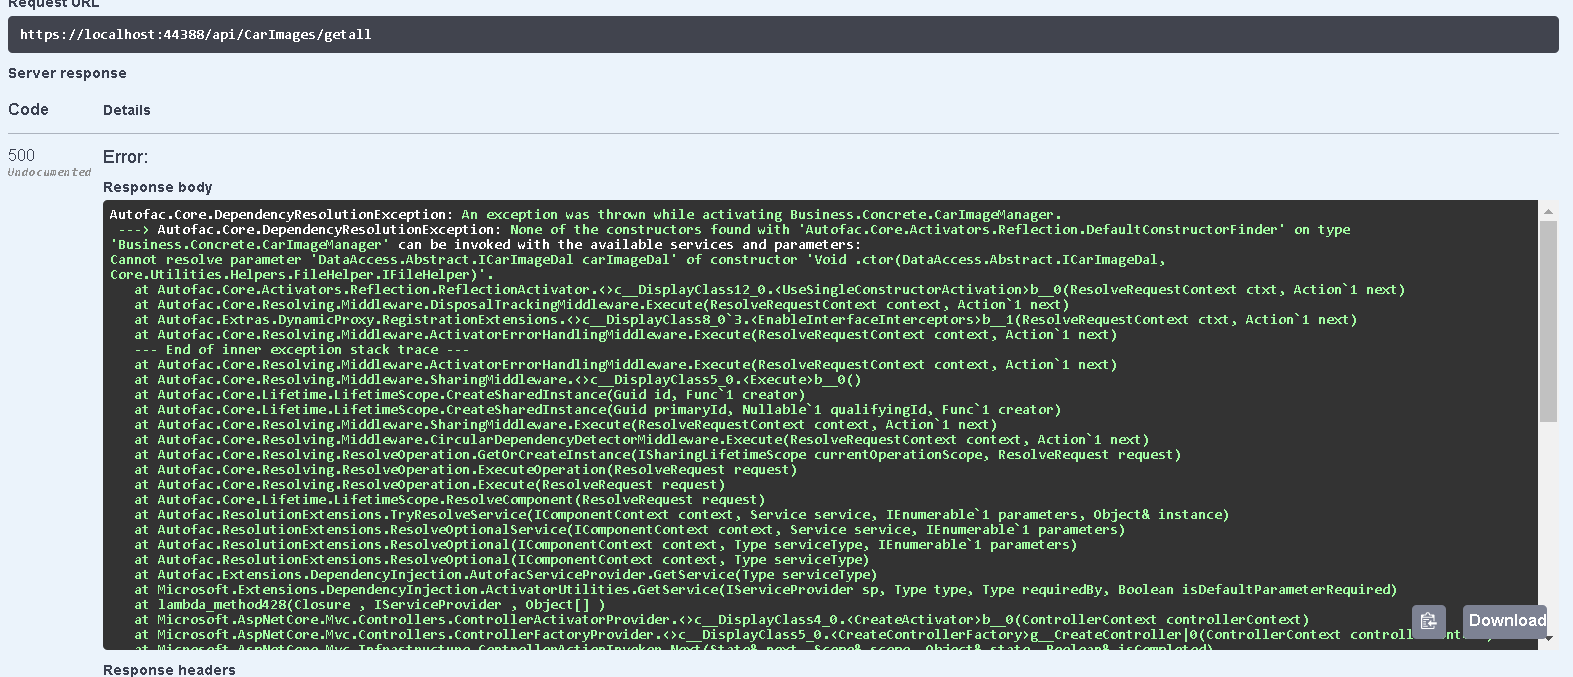 Request URL
https://localhost:44388/api/CarImages/getall
Server response
Code Details
500 Error:
Undocumented
Response body
Autofac.Core.DependencyResolutionException: An exception was thrown while activating Business.Concrete.CarImageManager.
---> Autofac.Core.DependencyResolutionException: None of the constructors found with 'Autofac.Core.Activators.Reflection.DefaultConstructorFinder' on type
'Business.Concrete.CarImageManager' can be invoked with the available services and parameters:
Cannot resolve parameter 'DataAccess.Abstract.ICarImageDal carImageDal' of constructor 'Void .ctor(DataAccess.Abstract.ICarImageDal,
Core.Utilities.Helpers.FileHelper.IFileHelper)'.
at Autofac.Core.Activators.Reflection.ReflectionActivator.<>c__DisplayClass12_0.<UseSingleConstructorActivation>b__0(ResolveRequestContext ctxt, Action`1 next)
at Autofac.Core.Resolving.Middleware.DisposalTrackingMiddleware.Execute(ResolveRequestContext context, Action`1 next)
at Autofac.Extras.DynamicProxy.RegistrationExtensions.<>c__DisplayClass8_0`3.<EnableInterfaceInterceptors>b__1(ResolveRequestContext ctxt, Action`1 next)
at Autofac.Core.Resolving.Middleware.ActivatorErrorHandlingMiddleware.Execute(ResolveRequestContext context, Action`1 next)
--- End of inner exception stack trace ---
at Autofac.Core.Resolving.Middleware.ActivatorErrorHandlingMiddleware.Execute(ResolveRequestContext context, Action`1 next)
at Autofac.Core.Resolving.Middleware.SharingMiddleware.<>c__DisplayClass5_0.<Execute>b__0()
at Autofac.Core.Lifetime.LifetimeScope.CreateSharedInstance(Guid id, Func`1 creator)
at Autofac.Core.Lifetime.LifetimeScope.CreateSharedInstance(Guid primaryId, Nullable`1 qualifyingId, Func`1 creator)
at Autofac.Core.Resolving.Middleware.SharingMiddleware.Execute(ResolveRequestContext context, Action`1 next)
at Autofac.Core.Resolving.Middleware.CircularDependencyDetectorMiddleware.Execute(ResolveRequestContext context, Action`1 next)
at Autofac.Core.Resolving.ResolveOperation.GetOrCreateInstance(ISharingLifetimeScope currentOperationScope, ResolveRequest request)
at Autofac.Core.Resolving.ResolveOperation.ExecuteOperation(ResolveRequest request)
at Autofac.Core.Resolving.ResolveOperation.Execute(ResolveRequest request)
at Autofac.Core.Lifetime.LifetimeScope.ResolveComponent(ResolveRequest request)
at Autofac.ResolutionExtensions.TryResolveService(IComponentContext context, Service service, IEnumerable`1 parameters, Object& instance)
at Autofac.ResolutionExtensions.ResolveOptionalService(IComponentContext context, Service service, IEnumerable`1 parameters)
at Autofac.ResolutionExtensions.ResolveOptional(IComponentContext context, Type serviceType, IEnumerable`1 parameters)
at Autofac.ResolutionExtensions.ResolveOptional(IComponentContext context, Type serviceType)
at Autofac.Extensions.DependencyInjection.AutofacServiceProvider.GetService(Type serviceType)
at Microsoft.Extensions.DependencyInjection.ActivatorUtilities.GetService(IServiceProvider sp, Type type, Type requiredBy, Boolean isDefaultParameterRequired)
at lambda_method428(Closure , IServiceProvider , Object[] )
at Microsoft.AspNetCore.Mvc.Controllers.ControllerActivatorProvider.<>c__DisplayClass4_0.<CreateActivator>b__0(ControllerContext controllerContext)
at Microsoft.AspNetCore.Mvc.Controllers.ControllerFactoryProvider.<>c__DisplayClass5_0.<CreateControllerFactory>g__CreateController|0(ControllerContext
at Microsoft.AspNetCore.Mvc.Infrastructure.ControllerActionInvoker.Next(State& next, Scope& scope, Object& state, Boolean& isCompleted)
Download
Response headers